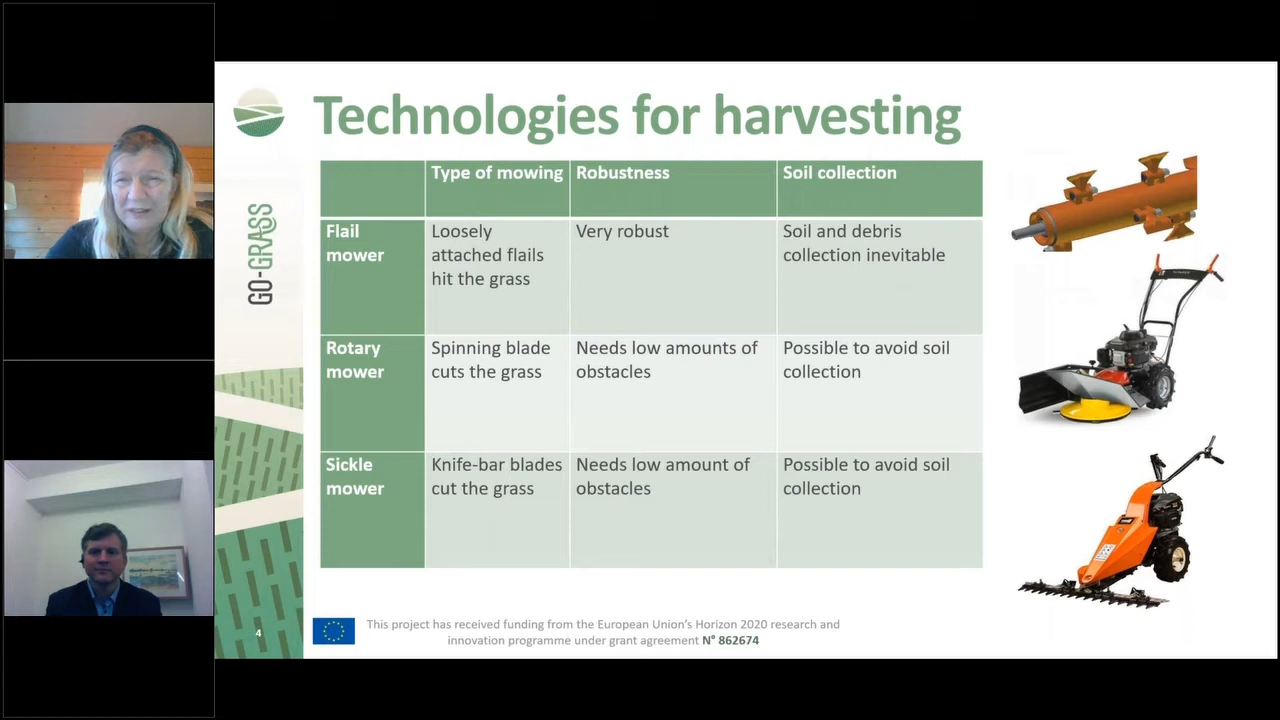 Technologies for harvesting
Type of mowing
Robustness
Soil collection
Flail
mower
Loosely
attached flails
hit the grass
Very robust
Soil and debris
collection inevitable
Rotary
mower
Spinning blade
cuts the grass
Needs low amounts of
obstacles
Possible to avoid soil
collection
Sickle
mower
Knife-bar blades
cut the grass
Needs low amount of
obstacles
Possible to avoid soil
collection
GO-GRASS
4
This project has received funding from the European Union's Horizon 2020 research and
innovation programme under grant agreement N° 862674